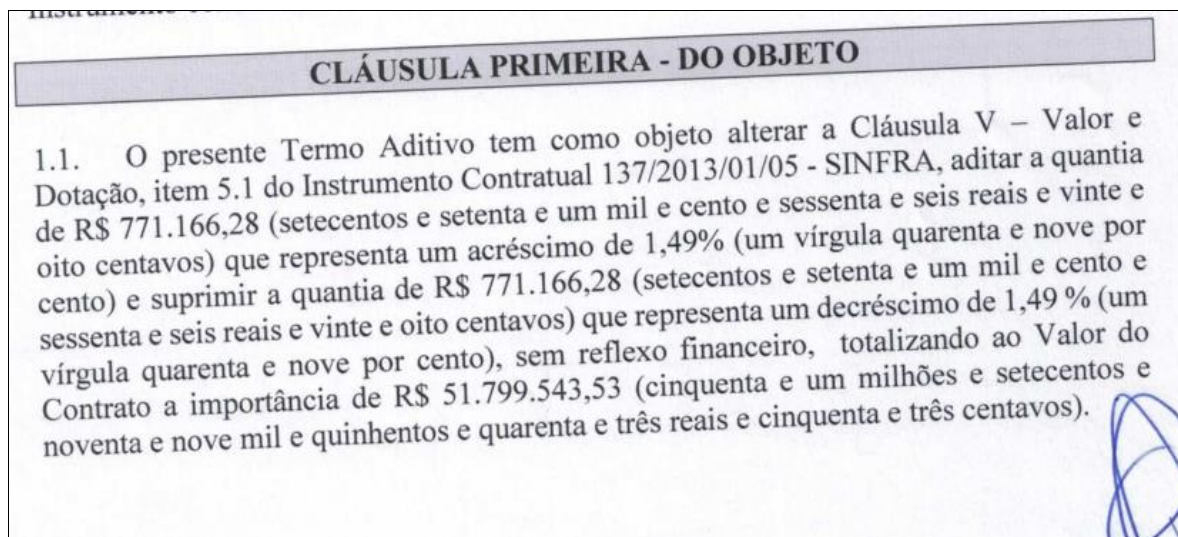 CLÁUSULA PRIMEIRA - DO OBJETO
1.1. O presente Termo Aditivo tem como objeto alterar a Cláusula V – Valor e
Dotação, item 5.1 do Instrumento Contratual 137/2013/01/05 - SINFRA, aditar a quantia
de R$ 771.166,28 (setecentos e setenta e um mil e cento e sessenta e seis reais e vinte e
oito centavos) que representa um acréscimo de 1,49% (um vírgula quarenta e nove por
cento) e suprimir a quantia de R$ 771.166,28 (setecentos e setenta e um mil e cento e
sessenta e seis reais e vinte e oito centavos) que representa um decréscimo de 1,49 % (um
vírgula quarenta e nove por cento), sem reflexo financeiro, totalizando ao Valor do
Contrato a importância de R$ 51.799.543,53 (cinquenta e um milhões e setecentos e
noventa e nove mil e quinhentos e quarenta e três reais e cinquenta e três centavos).